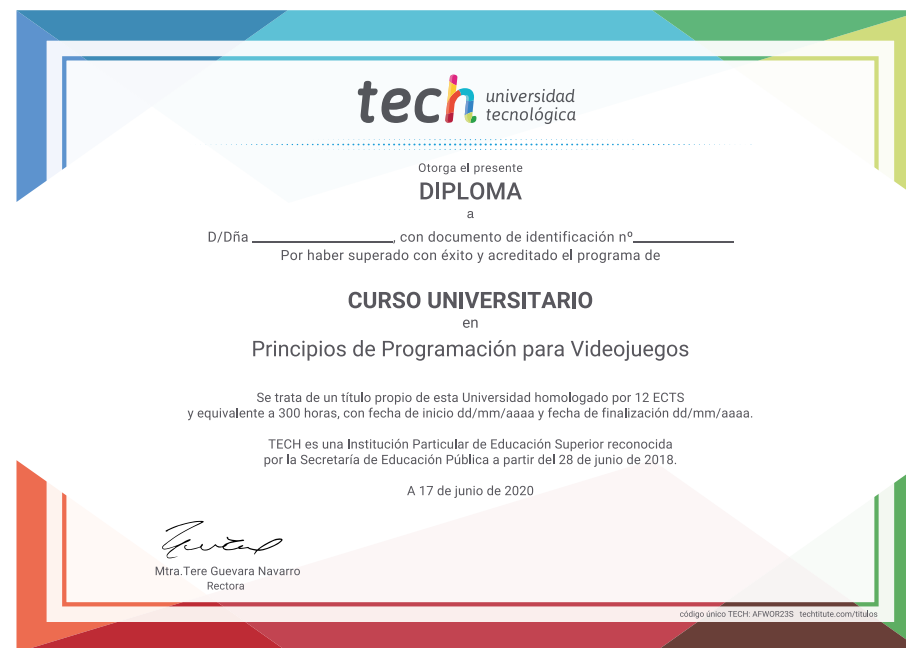 tech universidad
tecnológica
Otorga el presente
DIPLOMA
a
D/Dña ____________________, con documento de identificación nº______________
Por haber superado con éxito y acreditado el programa de
CURSO UNIVERSITARIO
en
Principios de Programación para Videojuegos
Se trata de un título propio de esta Universidad homologado por 12 ECTS
y equivalente a 300 horas, con fecha de inicio dd/mm/aaaa y fecha de finalización dd/mm/aaaa.
TECH es una Institución Particular de Educación Superior reconocida
por la Secretaría de Educación Pública a partir del 28 de junio de 2018.
A 17 de junio de 2020
Mtra.Tere Guevara Navarro
Rectora
código único TECH: AFWOR23S techtitute.com/titulos